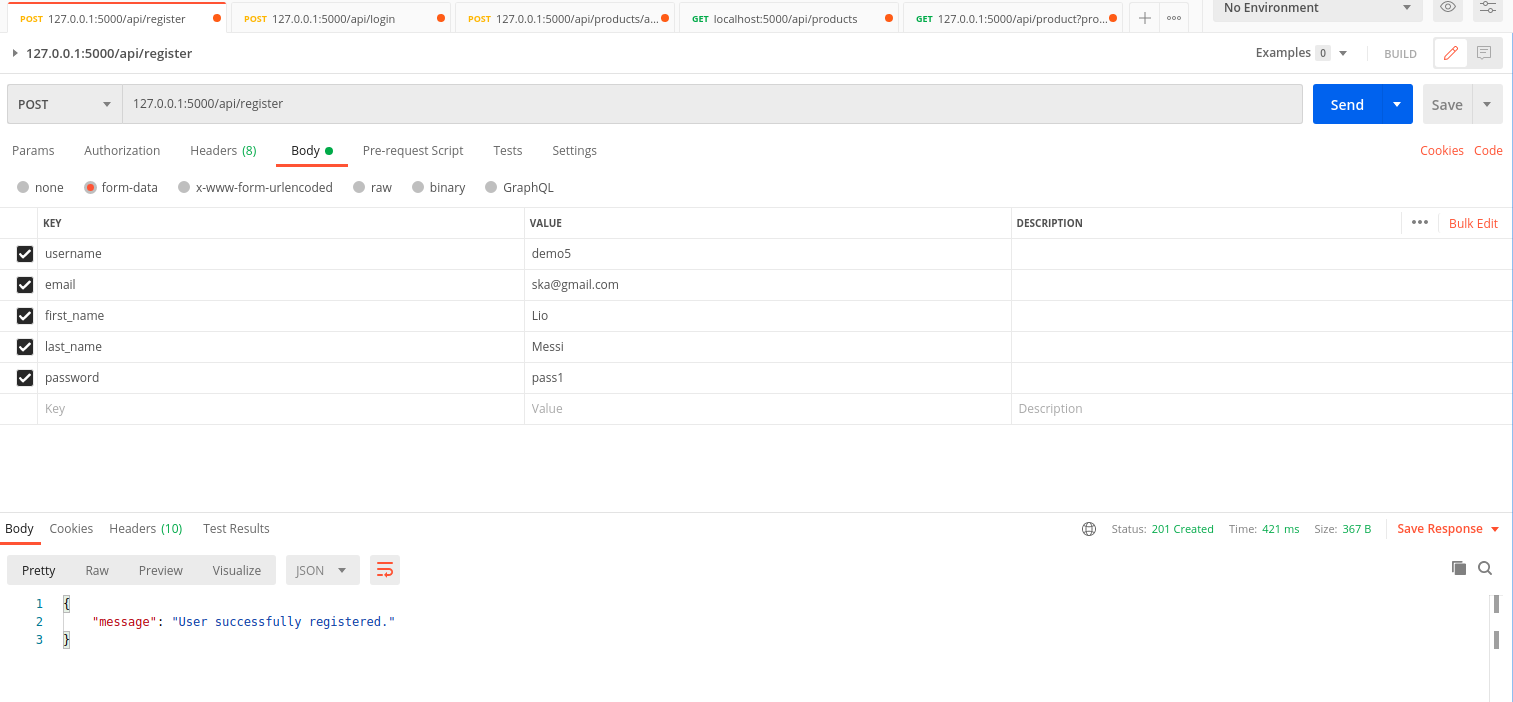 POST 127.0.0.1:5000/api/register POST 127.0.0.1:5000/api/login POST 127.0.0.1:5000/api/products/a... GET localhost:5000/api/products GET 127.0.0.1:5000/api/product?pro... No Environment
127.0.0.1:5000/api/register Examples 0 BUILD
POST 127.0.0.1:5000/api/register Send Save
Params Authorization Headers (8) Body Pre-request Script Tests Settings Cookies Code
none form-data x-www-form-urlencoded raw binary GraphQL
KEY VALUE DESCRIPTION Bulk Edit
username demo5
email ska@gmail.com
first_name Lio
last_name Messi
password pass1
Key Value Description
Body Cookies Headers (10) Test Results Status: 201 Created Time: 421 ms Size: 367 B Save Response
Pretty Raw Preview Visualize JSON
1 {
2 "message": "User successfully registered."
3 }